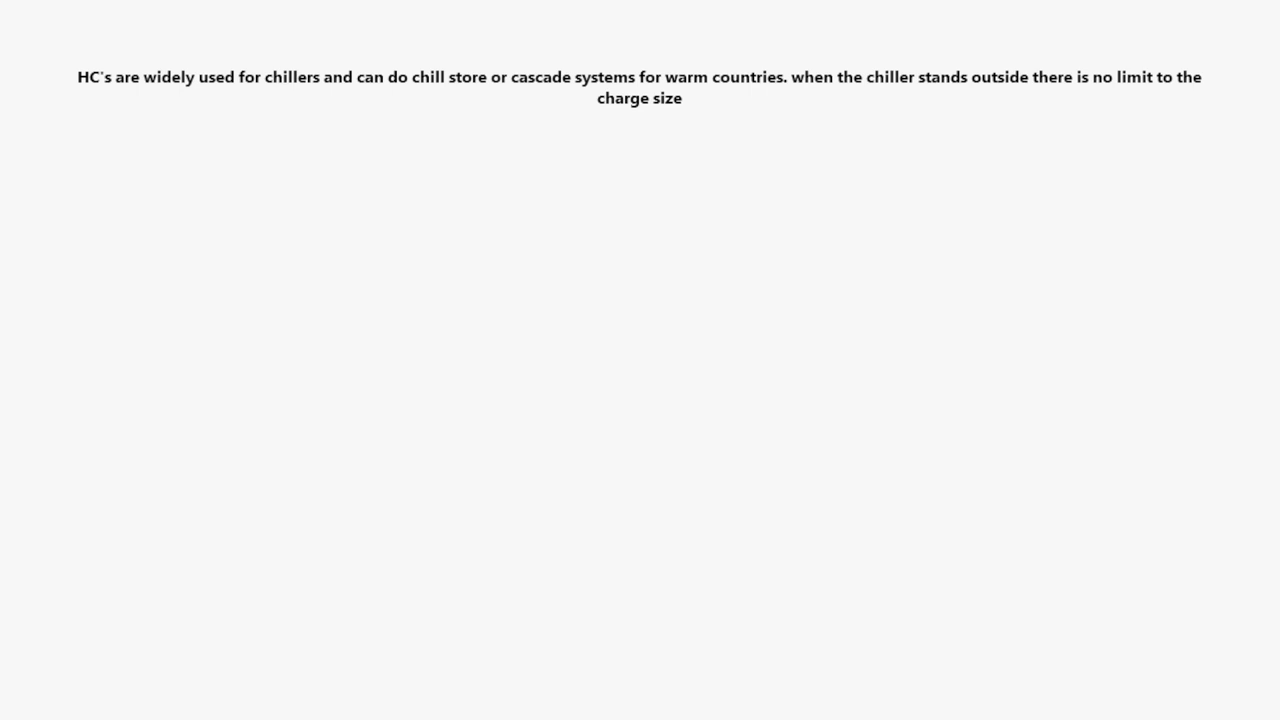 HC's are widely used for chillers and can do chill store or cascade systems for warm countries. when the chiller stands outside there is no limit to the
charge size